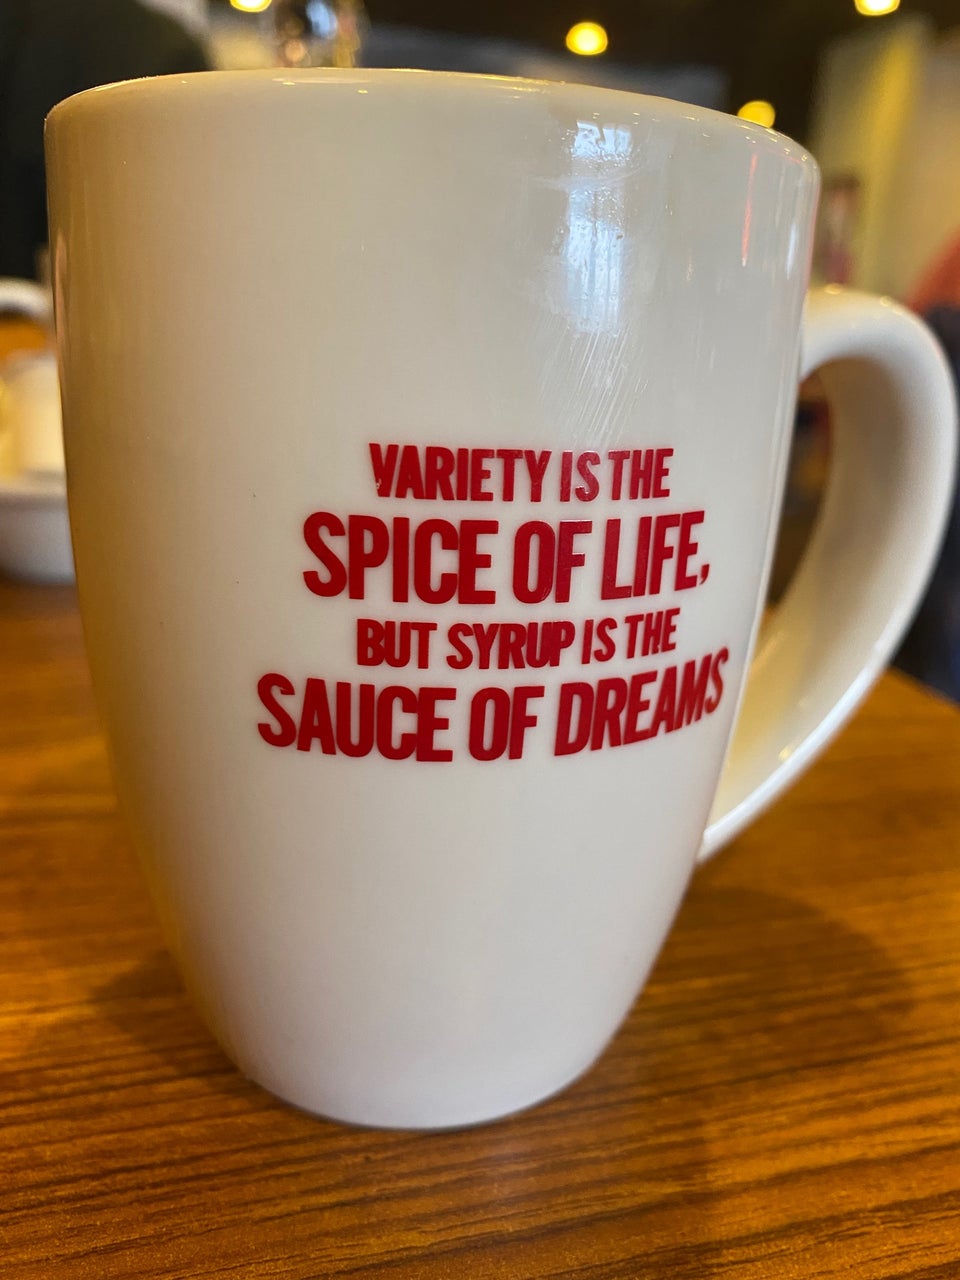 VARIETY IS THE
SPICE OF LIFE,
BUT SYRUP IS THE
SAUCE OF DREAMS